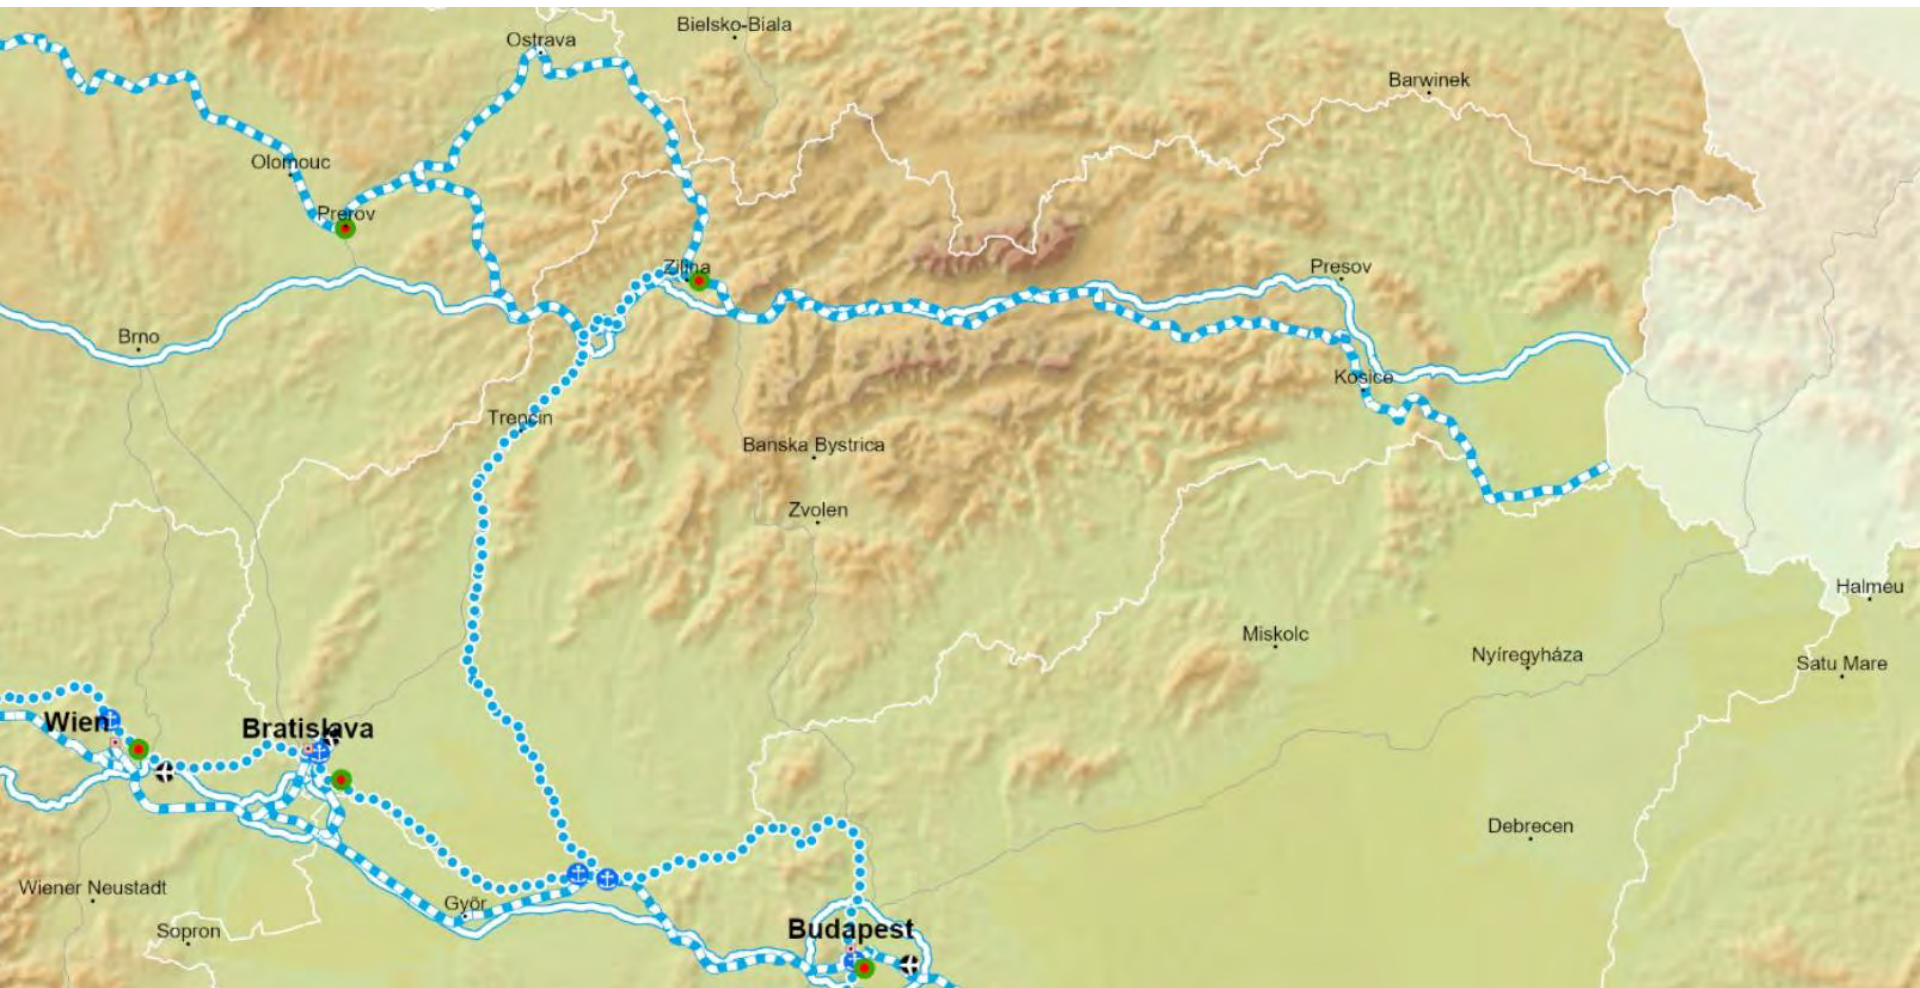 Bielsko-Biala
Ostrava
Barwinek
Olomouc
Prerov
Zilina
Presov
Brno
Kosice
Trencin
Banska Bystrica
Zvolen
Halmeu
Miskolc
Nyíregyháza
Satu Mare
Wien
Bratislava
Debrecen
Wiener Neustadt
Györ
Sopron
Budapest